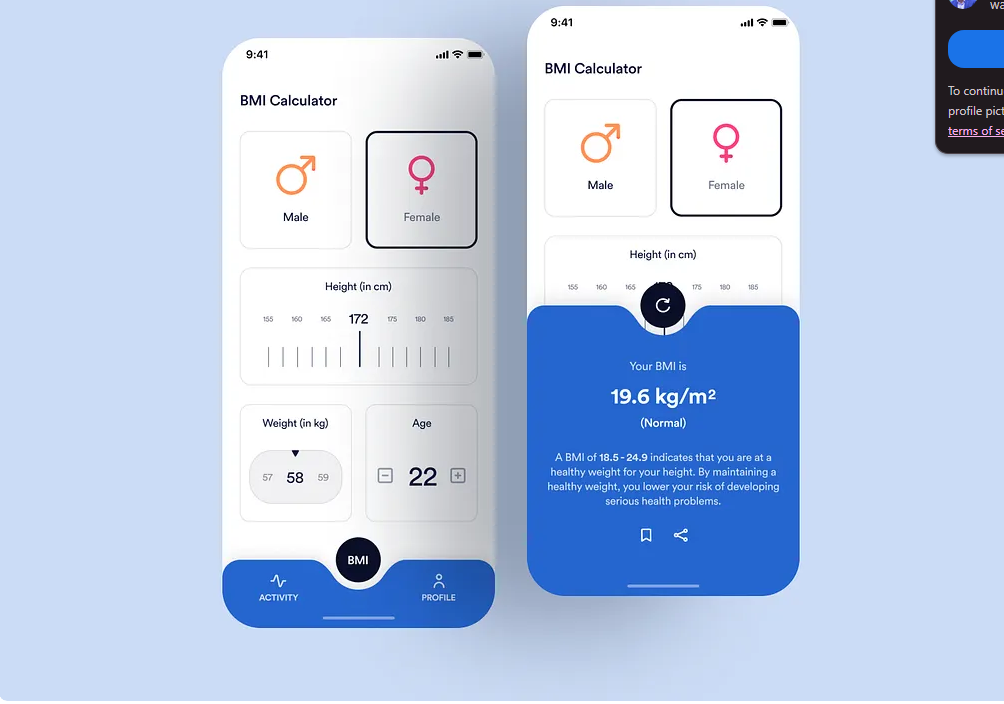 9:41
BMI Calculator
Male
Female
Height (in cm)
155 160 165 172 175 180 185
Weight (in kg)
57 58 59
Age
22
BMI
ACTIVITY
PROFILE
9:41
BMI Calculator
Male
Female
Height (in cm)
155 160 165 175 180 185
Your BMI is
19.6 kg/m²
(Normal)
A BMI of 18.5 - 24.9 indicates that you are at a
healthy weight for your height. By maintaining a
healthy weight, you lower your risk of developing
serious health problems.
To continu
profile pict
terms of se